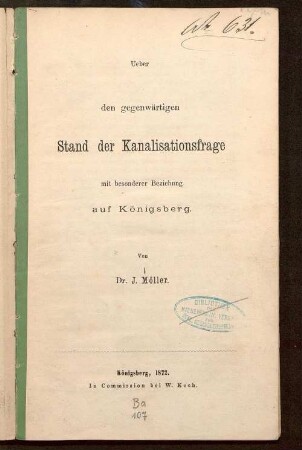 631.
Ueber
den gegenwärtigen
Stand der Kanalisationsfrage
mit besonderer Beziehung
auf Königsberg.
Von
Dr. J. Möller.
Königsberg, 1872.
In Commission bei W. Koch.
Ba
107